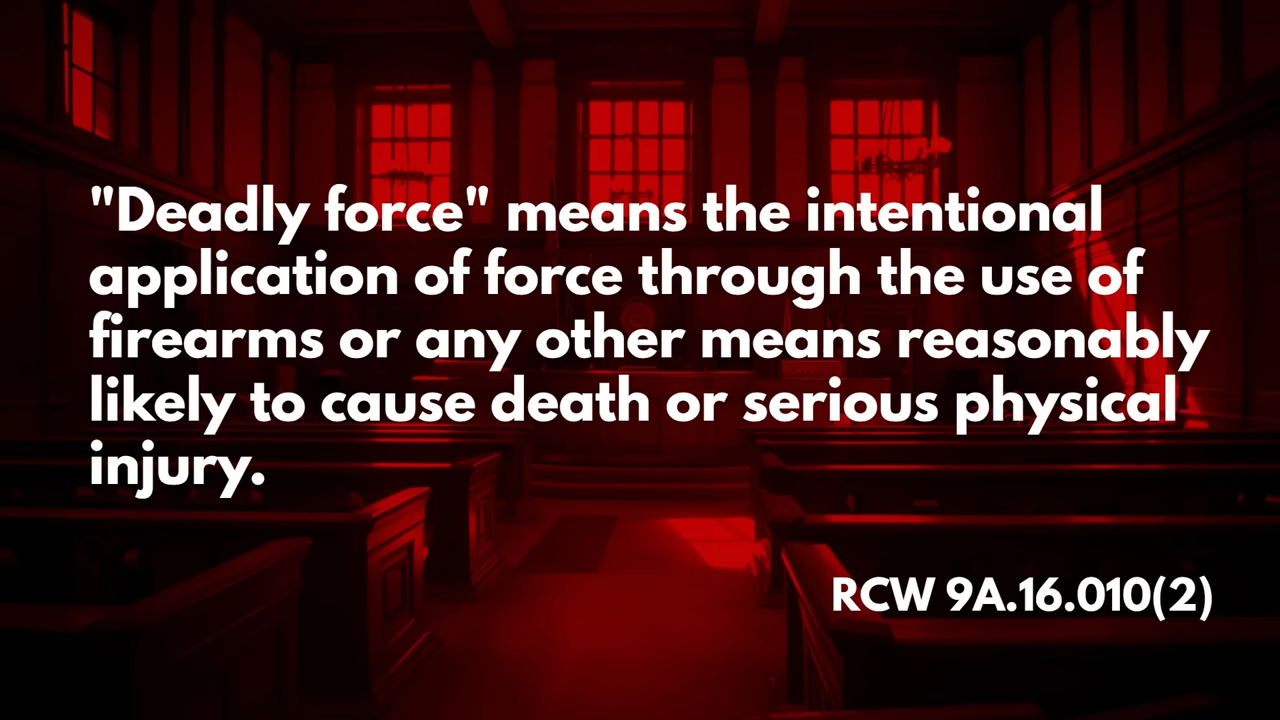 "Deadly force" means the intentional
application of force through the use of
firearms or any other means reasonably
likely to cause death or serious physical
injury.
RCW 9A.16.010(2)